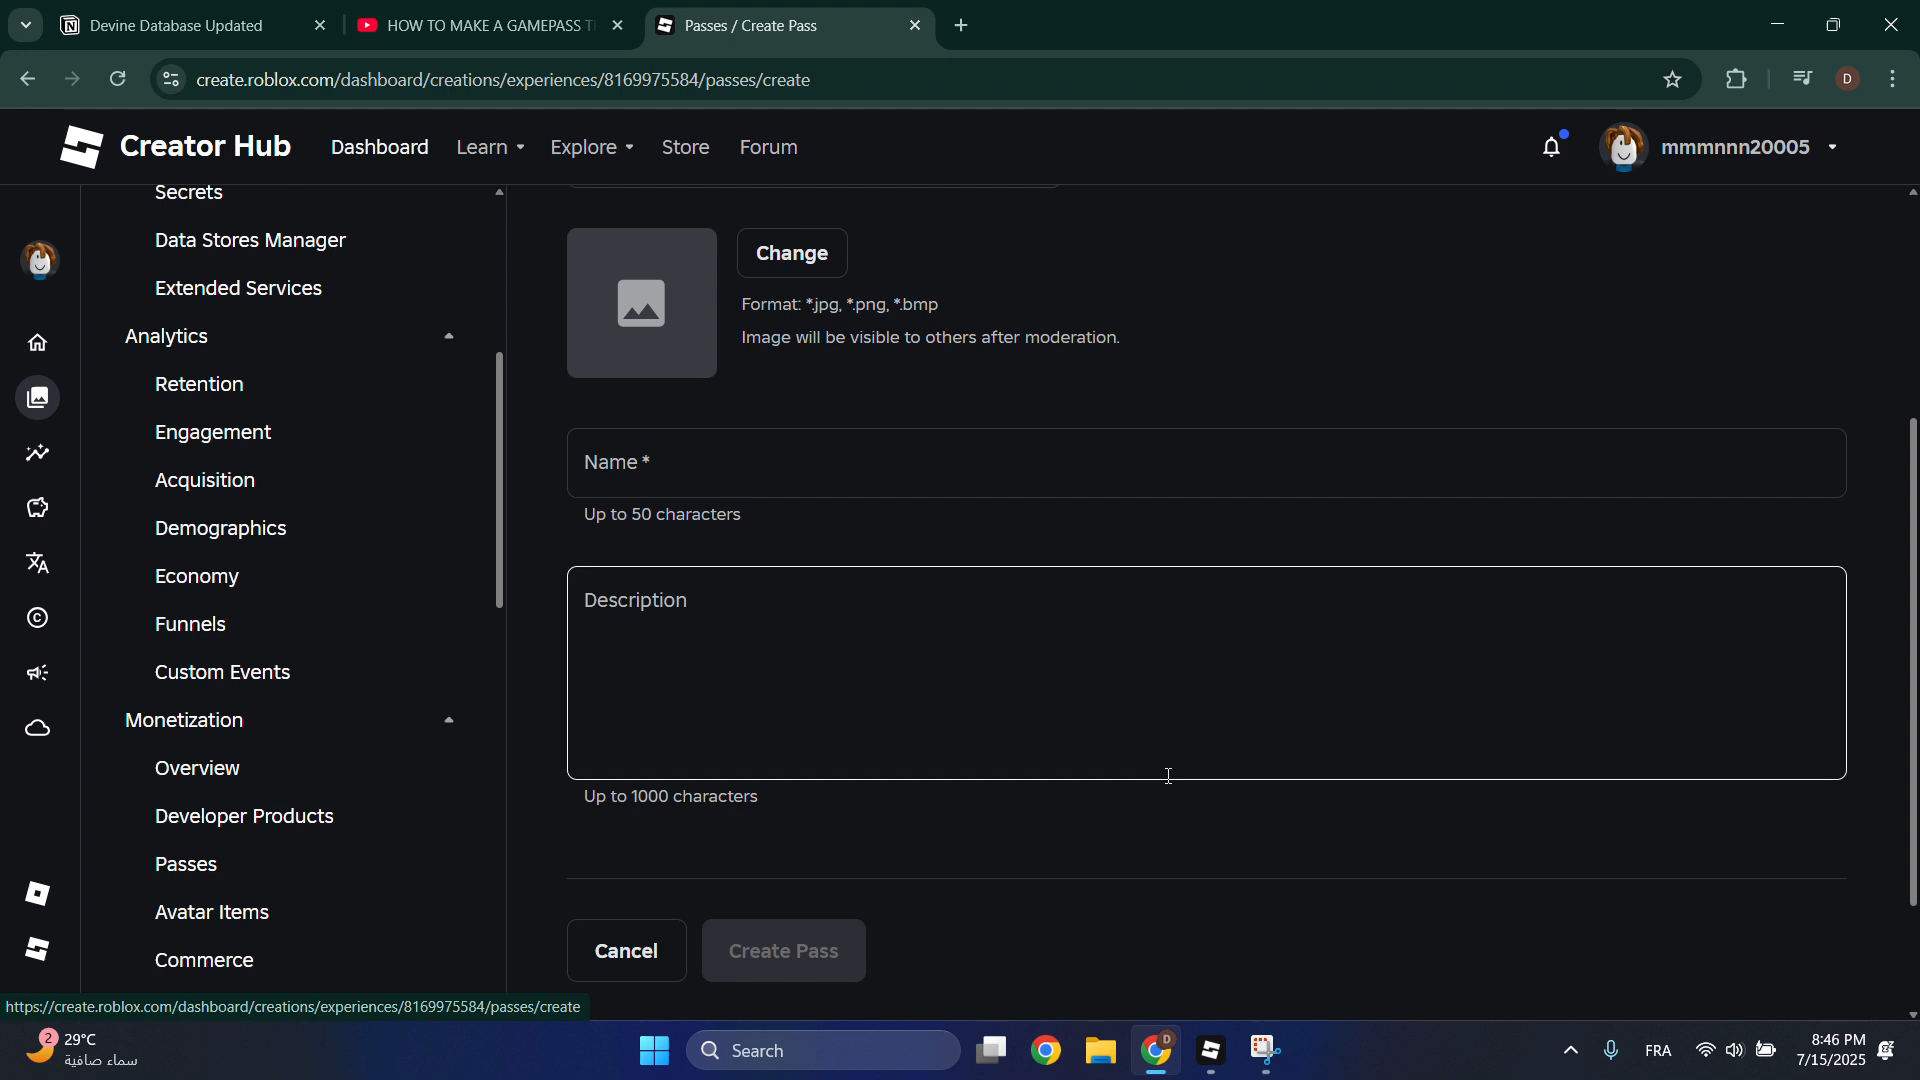 Devine Database Updated
HOW TO MAKE A GAMEPASS T
Passes / Create Pass
create.roblox.com/dashboard/creations/experiences/8169975584/passes/create
D
Creator Hub
Dashboard
Learn
Explore
Store
Forum
mmmnnn20005
Secrets
Data Stores Manager
Extended Services
Analytics
Retention
Engagement
Acquisition
Demographics
Economy
Funnels
Custom Events
Monetization
Overview
Developer Products
Passes
Avatar Items
Commerce
Change
Format: *.jpg, *.png, *.bmp
Image will be visible to others after moderation.
Name *
Up to 50 characters
Description
Up to 1000 characters
Cancel
Create Pass
https://create.roblox.com/dashboard/creations/experiences/8169975584/passes/create
2
29°C
سماء صافية
Search
D
FRA
8:46 PM
7/15/2025